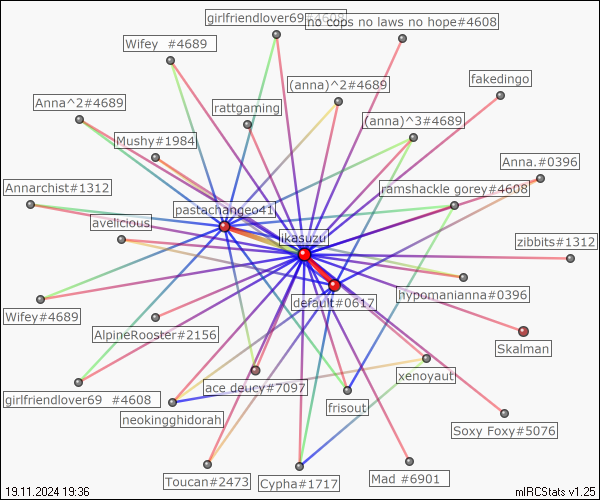 girlfriendlover69#4608
no cops no laws no hope#4608
Wifey  #4689
fakedingo
(anna)^2#4689
Anna^2#4689
rattgaming
(anna)^3#4689
Mushy#1984
Anna.#0396
Annarchist#1312
ramshackle gorey#4608
pastachangeo41
avelicious
ikasuzu
zibbits#1312
hypomanianna#0396
default#0617
Wifey#4689
AlpineRooster#2156
Skalman
xenoyaut
ace deucy#7097
girlfriendlover69  #4608
frisout
neokingghidorah
Soxy Foxy#5076
Toucan#2473
Cypha#1717
Mad #6901
19.11.2024 19:36
mIRCStats v1.25